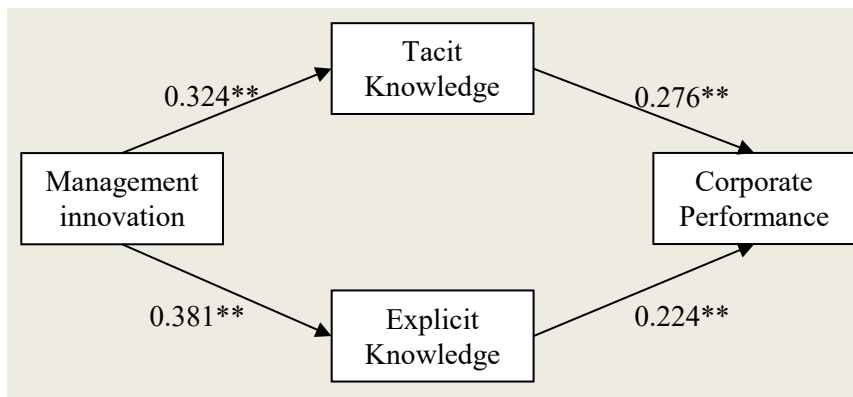 Tacit
Knowledge
0.324**
0.276**
Management
innovation
Corporate
Performance
0.381**
0.224**
Explicit
Knowledge